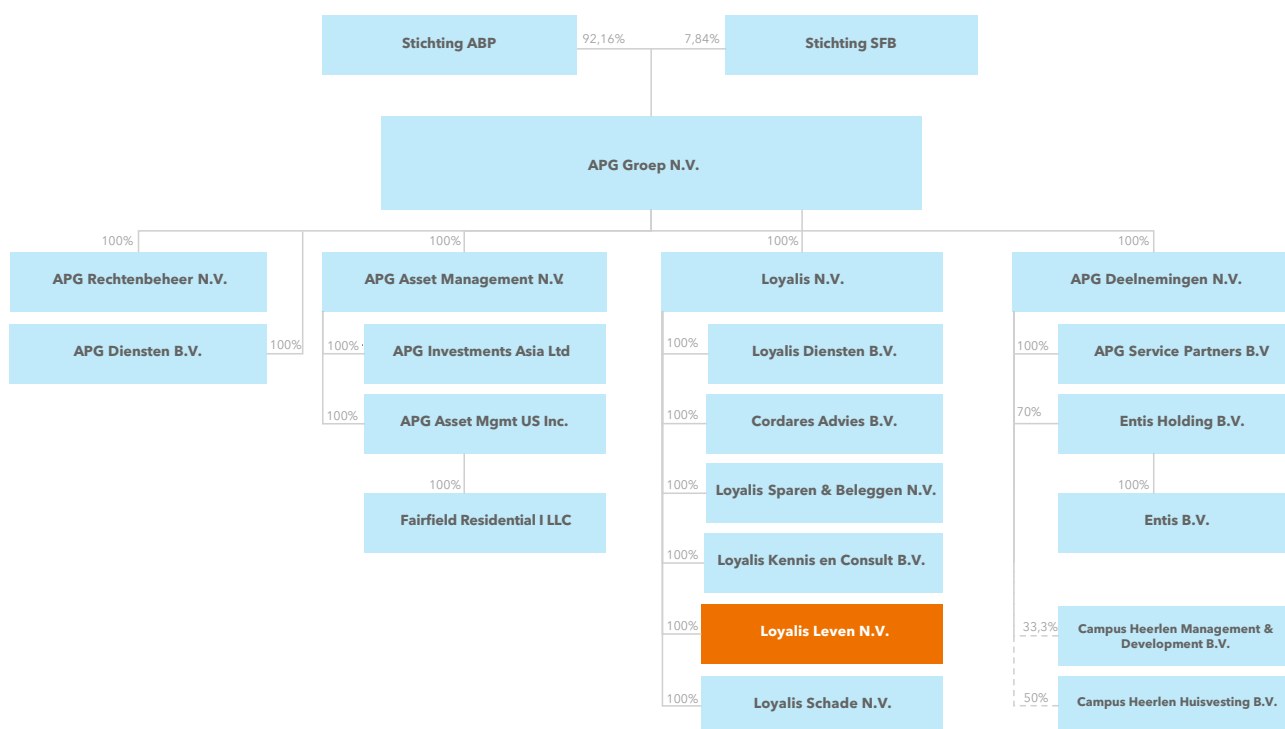 Stichting ABP
92,16%
7,84%
Stichting SFB
APG Groep N.V.
100%
100%
100%
100%
APG Rechtenbeheer N.V.
APG Asset Management N.V.
Loyalis N.V.
APG Deelnemingen N.V.
APG Diensten B.V.
100%
100%
APG Investments Asia Ltd
100%
Loyalis Diensten B.V.
100%
APG Service Partners B.V
100%
APG Asset Mgmt US Inc.
100%
Cordares Advies B.V.
70%
Entis Holding B.V.
100%
Fairfield Residential I LLC
100%
Loyalis Sparen & Beleggen N.V.
100%
Entis B.V.
100%
Loyalis Kennis en Consult B.V.
100%
Loyalis Leven N.V.
33,3%
Campus Heerlen Management &
Development B.V.
100%
Loyalis Schade N.V.
50%
Campus Heerlen Huisvesting B.V.